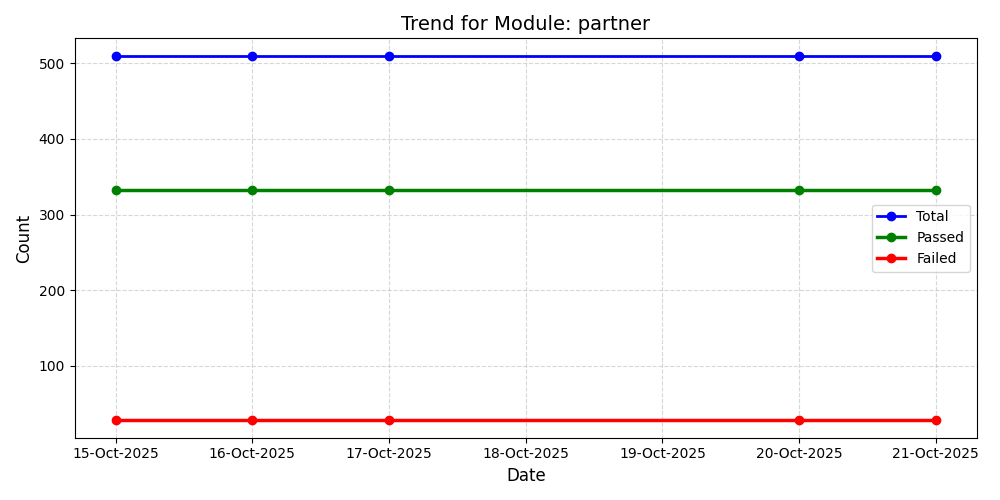 Trend for Module: partner
500
400
300
200
100
Count
Total
Passed
Failed
15-Oct-2025 16-Oct-2025 17-Oct-2025 18-Oct-2025 19-Oct-2025 20-Oct-2025 21-Oct-2025
Date